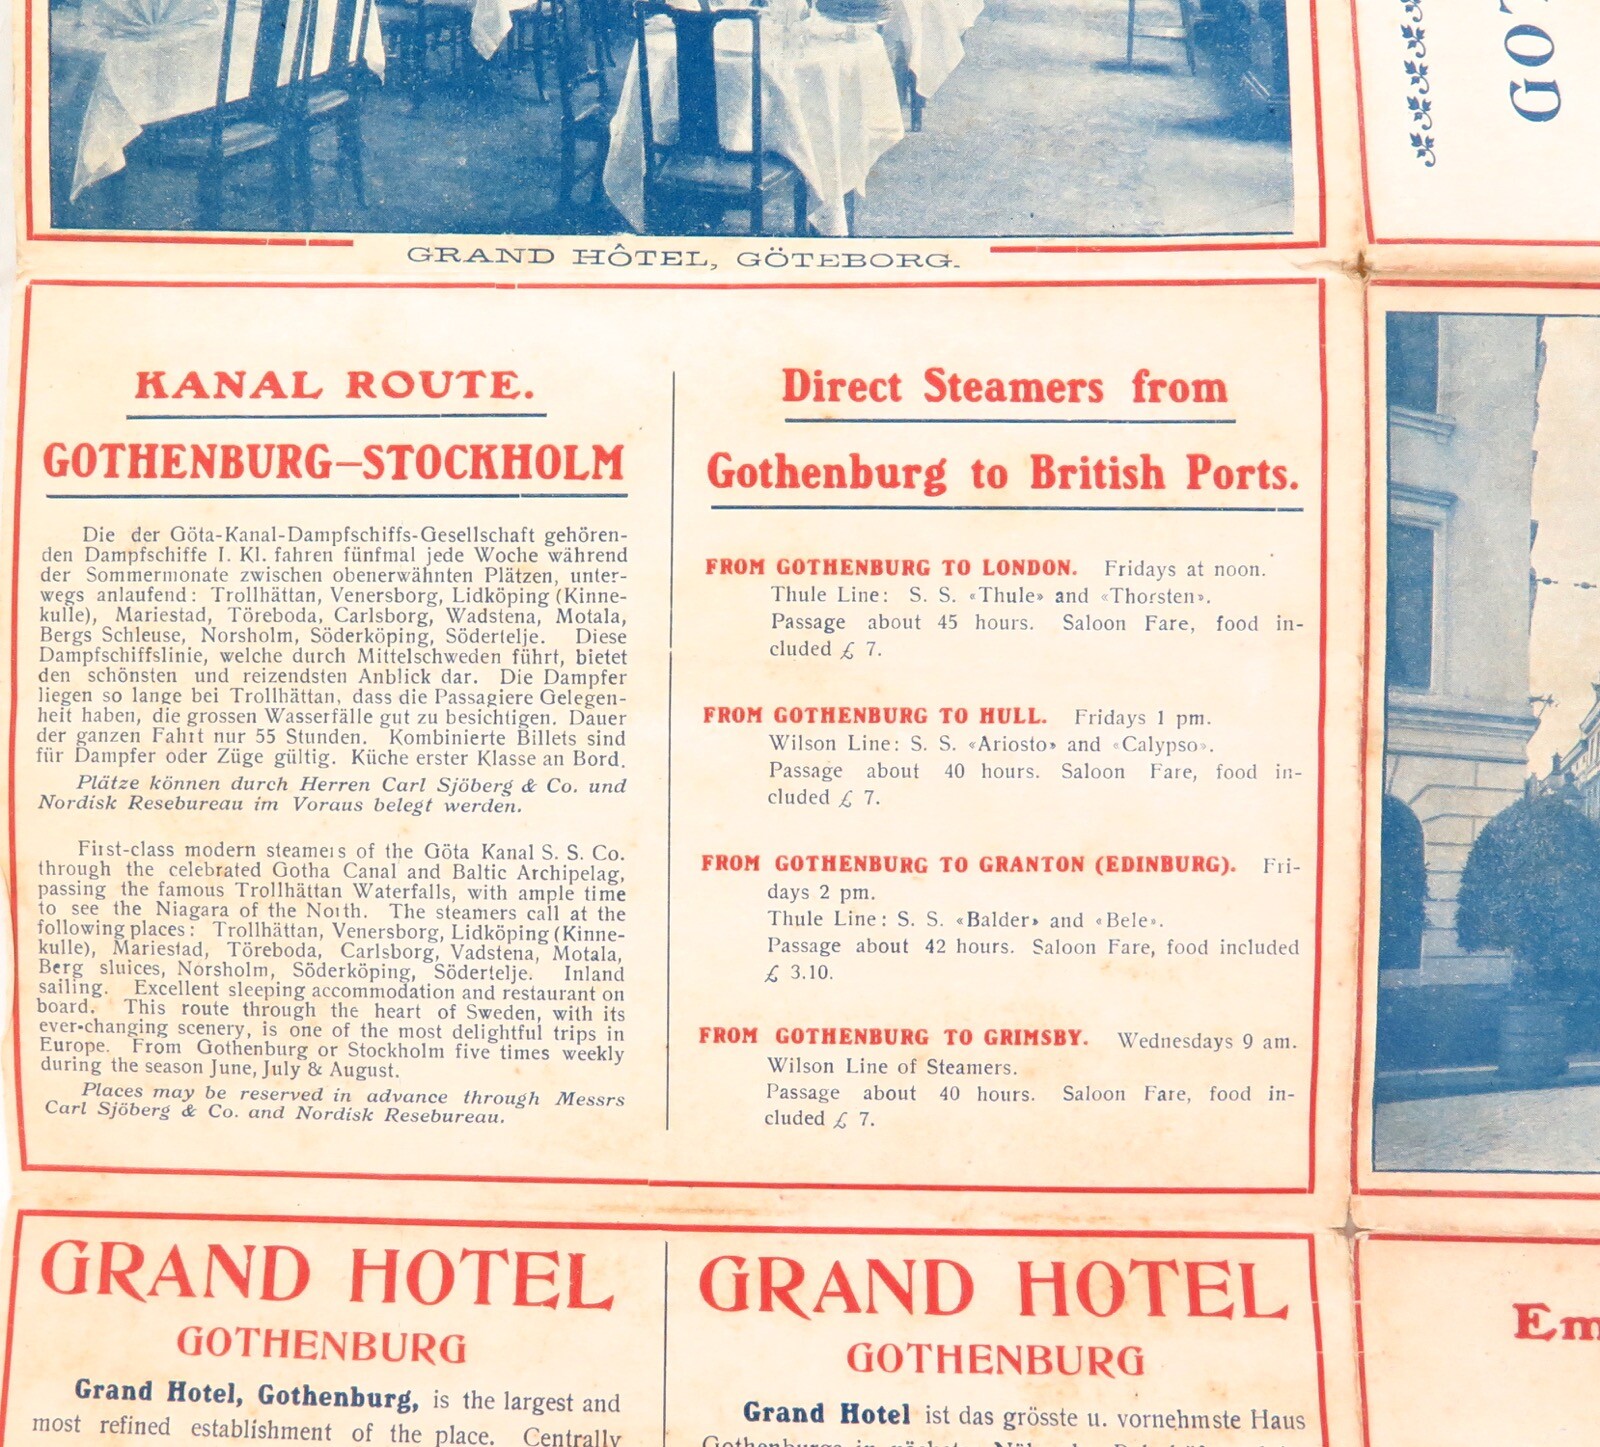 GRAND HÔTEL, GÖTEBORG.
KANAL ROUTE.
GOTHENBURG–STOCKHOLM
Die der Göta-Kanal-Dampfschiffs-Gesellschaft gehören-
den Dampfschiffe I. Kl. fahren fünfmal jede Woche während
der Sommermonate zwischen obenerwähnten Plätzen, unter-
wegs anlaufend: Trollhättan, Venersborg, Lidköping (Kinne-
kulle), Mariestad, Töreboda, Carlsborg, Wadstena, Motala,
Bergs Schleuse, Norsholm, Söderköping, Södertelje. Diese
Dampfschiffslinie, welche durch Mittelschweden führt, bietet
den schönsten und reizendsten Anblick dar. Die Dampfer
liegen so lange bei Trollhättan, dass die Passagiere Gelegen-
heit haben, die grossen Wasserfälle gut zu besichtigen. Dauer
der ganzen Fahrt nur 55 Stunden. Kombinierte Billets sind
für Dampfer oder Züge gültig. Küche erster Klasse an Bord.
Plätze können durch Herren Carl Sjöberg & Co. und
Nordisk Resebureau im Voraus belegt werden.
First-class modern steamers of the Göta Kanal S. S. Co.
through the celebrated Gotha Canal and Baltic Archipelag,
passing the famous Trollhättan Waterfalls, with ample time
to see the Niagara of the North. The steamers call at the
following places: Trollhättan, Venersborg, Lidköping (Kinne-
kulle), Mariestad, Töreboda, Carlsborg, Vadstena, Motala,
Berg sluices, Norsholm, Söderköping, Södertelje. Inland
sailing. Excellent sleeping accommodation and restaurant on
board. This route through the heart of Sweden, with its
ever-changing scenery, is one of the most delightful trips in
Europe. From Gothenburg or Stockholm five times weekly
during the season June, July & August.
Places may be reserved in advance through Messrs
Carl Sjöberg & Co. and Nordisk Resebureau.
Direct Steamers from
Gothenburg to British Ports.
FROM GOTHENBURG TO LONDON. Fridays at noon.
Thule Line: S. S. «Thule» and «Thorsten».
Passage about 45 hours. Saloon Fare, food in-
cluded £ 7.
FROM GOTHENBURG TO HULL. Fridays 1 pm.
Wilson Line: S. S. «Ariosto» and «Calypso».
Passage about 40 hours. Saloon Fare, food in-
cluded £ 7.
FROM GOTHENBURG TO GRANTON (EDINBURG). Fri-
days 2 pm.
Thule Line: S. S. «Balder» and «Bele».
Passage about 42 hours. Saloon Fare, food included
£ 3.10.
FROM GOTHENBURG TO GRIMSBY. Wednesdays 9 am.
Wilson Line of Steamers.
Passage about 40 hours. Saloon Fare, food in-
cluded £ 7.
GRAND HOTEL
GOTHENBURG
Grand Hotel, Gothenburg, is the largest and
most refined establishment of the place. Centrally
GRAND HOTEL
GOTHENBURG
Grand Hotel ist das grösste u. vornehmste Haus
GOT
Em